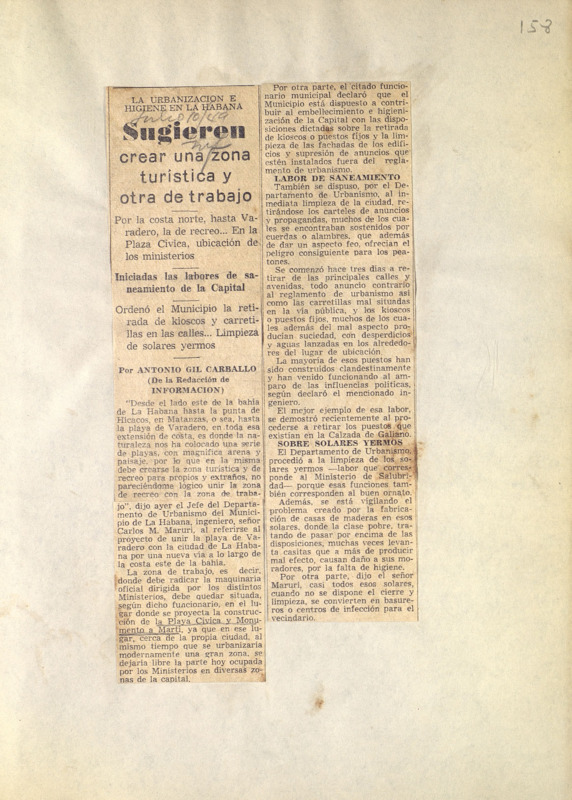 158
LA URBANIZACION E
HIGIENE EN LA HABANA
Julio 10/49
Sugieren
crear una zona
turística y
otra de trabajo
Por la costa norte, hasta Va-
radero, la de recreo... En la
Plaza Cívica, ubicación de
los ministerios
Iniciadas las labores de sa-
neamiento de la Capital
Ordenó el Municipio la reti-
rada de kioscos y carreti-
llas en las calles... Limpieza
de solares yermos
Por ANTONIO GIL CARBALLO
(De la Redacción de
INFORMACION)
"Desde el lado este de la bahía
de La Habana hasta la punta de
Hicacos, en Matanzas, o sea, hasta
la playa de Varadero, en toda esa
extensión de costa, es donde la na-
turaleza nos ha colocado una serie
de playas, con magnífica arena y
paisaje, por lo que en la misma
debe crearse la zona turística y de
recreo para propios y extraños, no
pareciéndome lógico unir la zona
de recreo con la zona de traba-
jo", dijo ayer el Jefe del Departa-
mento de Urbanismo del Munici-
pio de La Habana, ingeniero, señor
Carlos M. Maruri, al referirse al
proyecto de unir la playa de Va-
radero con la ciudad de La Haba-
na por una nueva vía a lo largo de
la costa este de la bahía.
La zona de trabajo, es decir,
donde debe radicar la maquinaria
oficial dirigida por los distintos
Ministerios, debe quedar situada,
según dicho funcionario, en el lu-
gar donde se proyecta la construc-
ción de la Playa Cívica y Monu-
mento a Martí, ya que en ese lu-
gar, cerca de la propia ciudad, al
mismo tiempo que se urbanizaría
modernamente una gran zona, se
dejaría libre la parte hoy ocupada
por los Ministerios en diversas zo-
nas de la capital.
Por otra parte, el citado funcio-
nario municipal declaró que el
Municipio está dispuesto a contri-
buir al embellecimiento e higieni-
zación de la Capital con las dispo-
siciones dictadas sobre la retirada
de kioscos o puestos fijos y la lim-
pieza de las fachadas de los edifi-
cios y supresión de anuncios que
estén instalados fuera del regla-
mento de urbanismo.
LABOR DE SANEAMIENTO
También se dispuso, por el De-
partamento de Urbanismo, al in-
mediata limpieza de la ciudad, re-
tirándose los carteles de anuncios
y propagandas, muchos de los cua-
les se encontraban sostenidos por
cuerdas o alambres, que además
de dar un aspecto feo, ofrecían el
peligro consiguiente para los pea-
tones.
Se comenzó hace tres días a re-
tirar de las principales calles y
avenidas, todo anuncio contrario
al reglamento de urbanismo así
como las carretillas mal situadas
en la vía pública, y los kioscos
o puestos fijos, muchos de los cua-
les además del mal aspecto pro-
ducían suciedad, con desperdicios
y aguas lanzadas en los alrededo-
res del lugar de ubicación.
La mayoría de esos puestos han
sido construídos clandestinamente
y han venido funcionando al am-
paro de las influencias políticas,
según declaró el mencionado in-
geniero.
El mejor ejemplo de esa labor,
se demostró recientemente al pro-
cederse a retirar los puestos que
existían en la Calzada de Galiano.
SOBRE SOLARES YERMOS
El Departamento de Urbanismo,
procedió a la limpieza de los so-
lares yermos —labor que corres-
ponde al Ministerio de Salubri-
dad— porque esas funciones tam-
bién corresponden al buen ornato.
Además, se está vigilando el
problema creado por la fabrica-
ción de casas de maderas en esos
solares, donde la clase pobre, tra-
tando de pasar por encima de las
disposiciones, muchas veces levan-
ta casitas que a más de producir
mal efecto, causan daño a sus mo-
radores, por la falta de higiene.
Por otra parte, dijo el señor
Maruri, casi todos esos solares,
cuando no se dispone el cierre y
limpieza, se convierten en basure-
ros o centros de infección para el
vecindario.